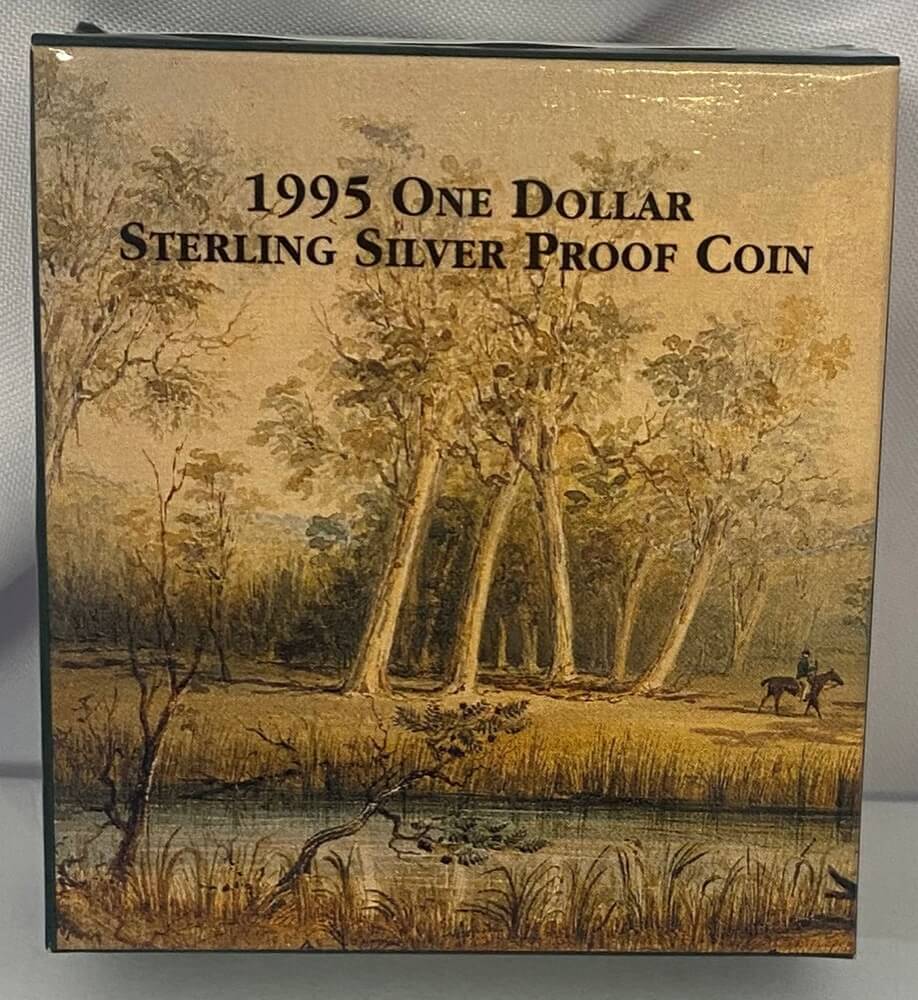 1995 One Dollar
Sterling Silver Proof Coin